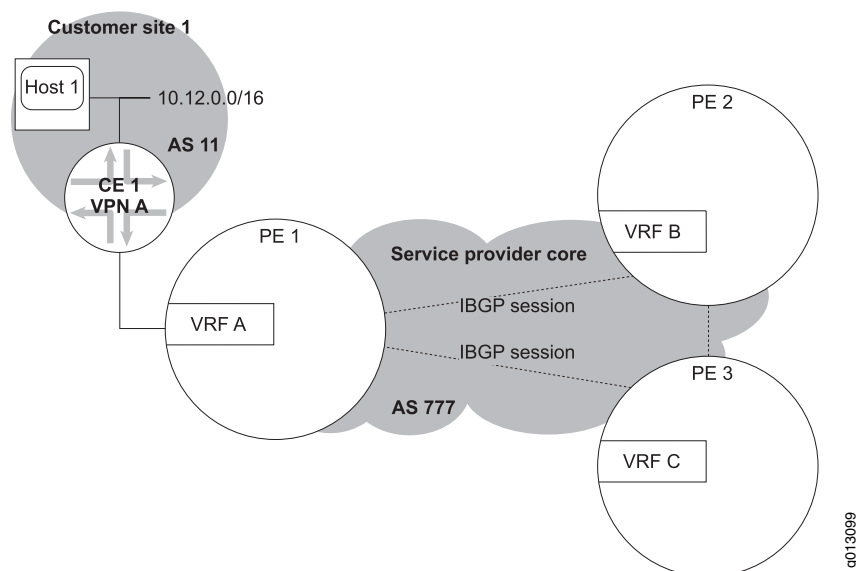 Customer site 1
Host 1
10.12.0.0/16
AS 11
CE 1
VPN A
PE 1
VRF A
Service provider core
IBGP session
IBGP session
AS 777
PE 2
VRF B
PE 3
VRF C
g013099